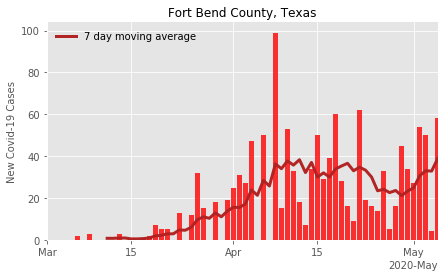 Fort Bend County, Texas
7 day moving average
New Covid-19 Cases
100
80
60
40
20
0
Mar
15
Apr
15
May
2020-May